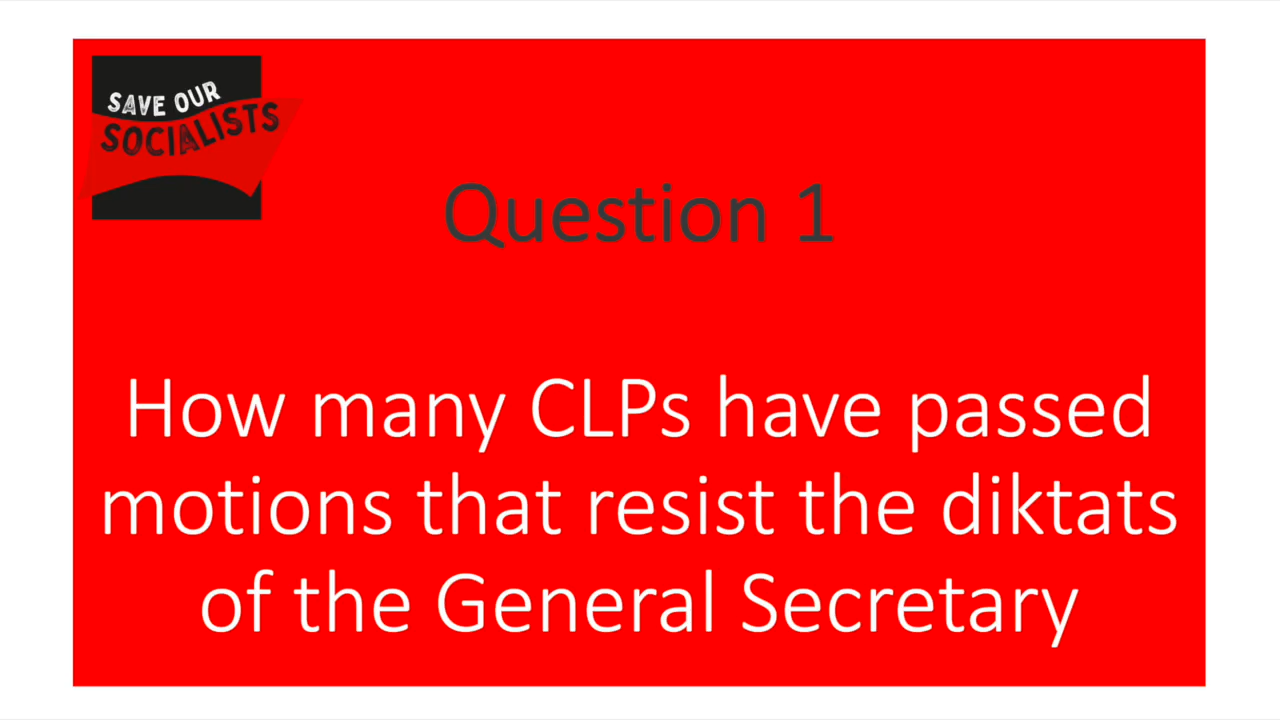 SAVE OUR
SOCIALISTS
Question 1
How many CLPs have passed
motions that resist the diktats
of the General Secretary